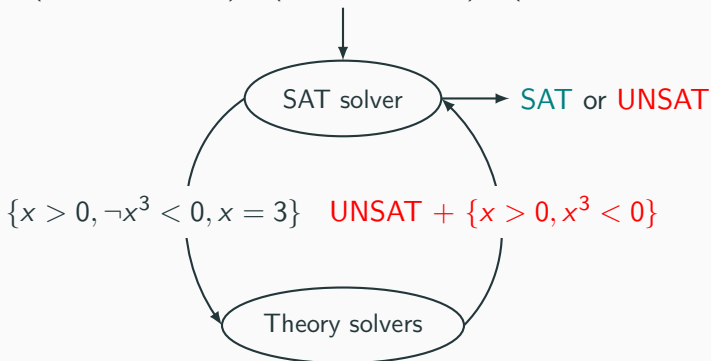 SAT solver
SAT or UNSAT
{x > 0, ¬x³ < 0, x = 3} UNSAT + {x > 0, x³ < 0}
Theory solvers